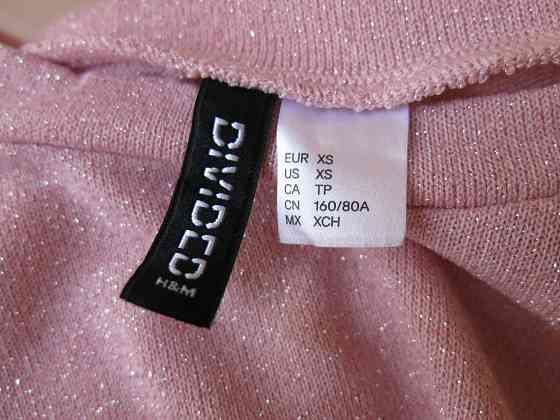 DIVIDED
H&M
EUR XS
US XS
CA TP
CN 160/80A
MX XCH